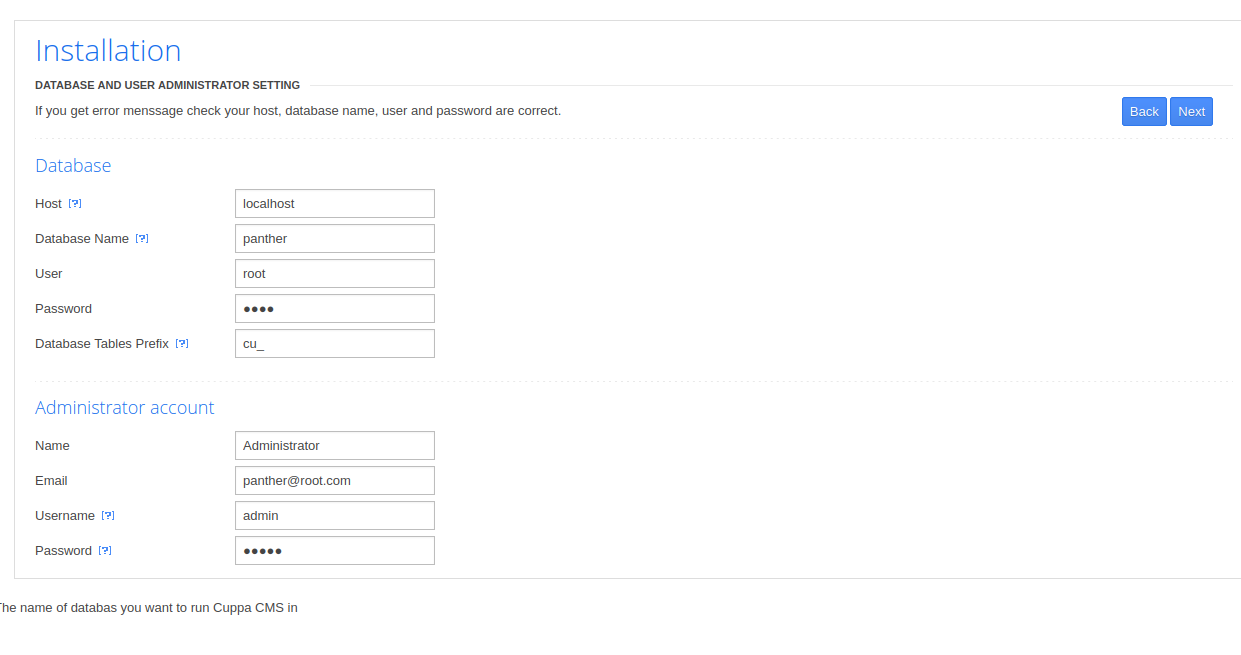 Installation
DATABASE AND USER ADMINISTRATOR SETTING
If you get error menssage check your host, database name, user and password are correct.
Back Next
Database
Host [?] localhost
Database Name [?] panther
User root
Password ●●●●
Database Tables Prefix [?] cu_
Administrator account
Name Administrator
Email panther@root.com
Username [?] admin
Password [?] ●●●●●
The name of databas you want to run Cuppa CMS in